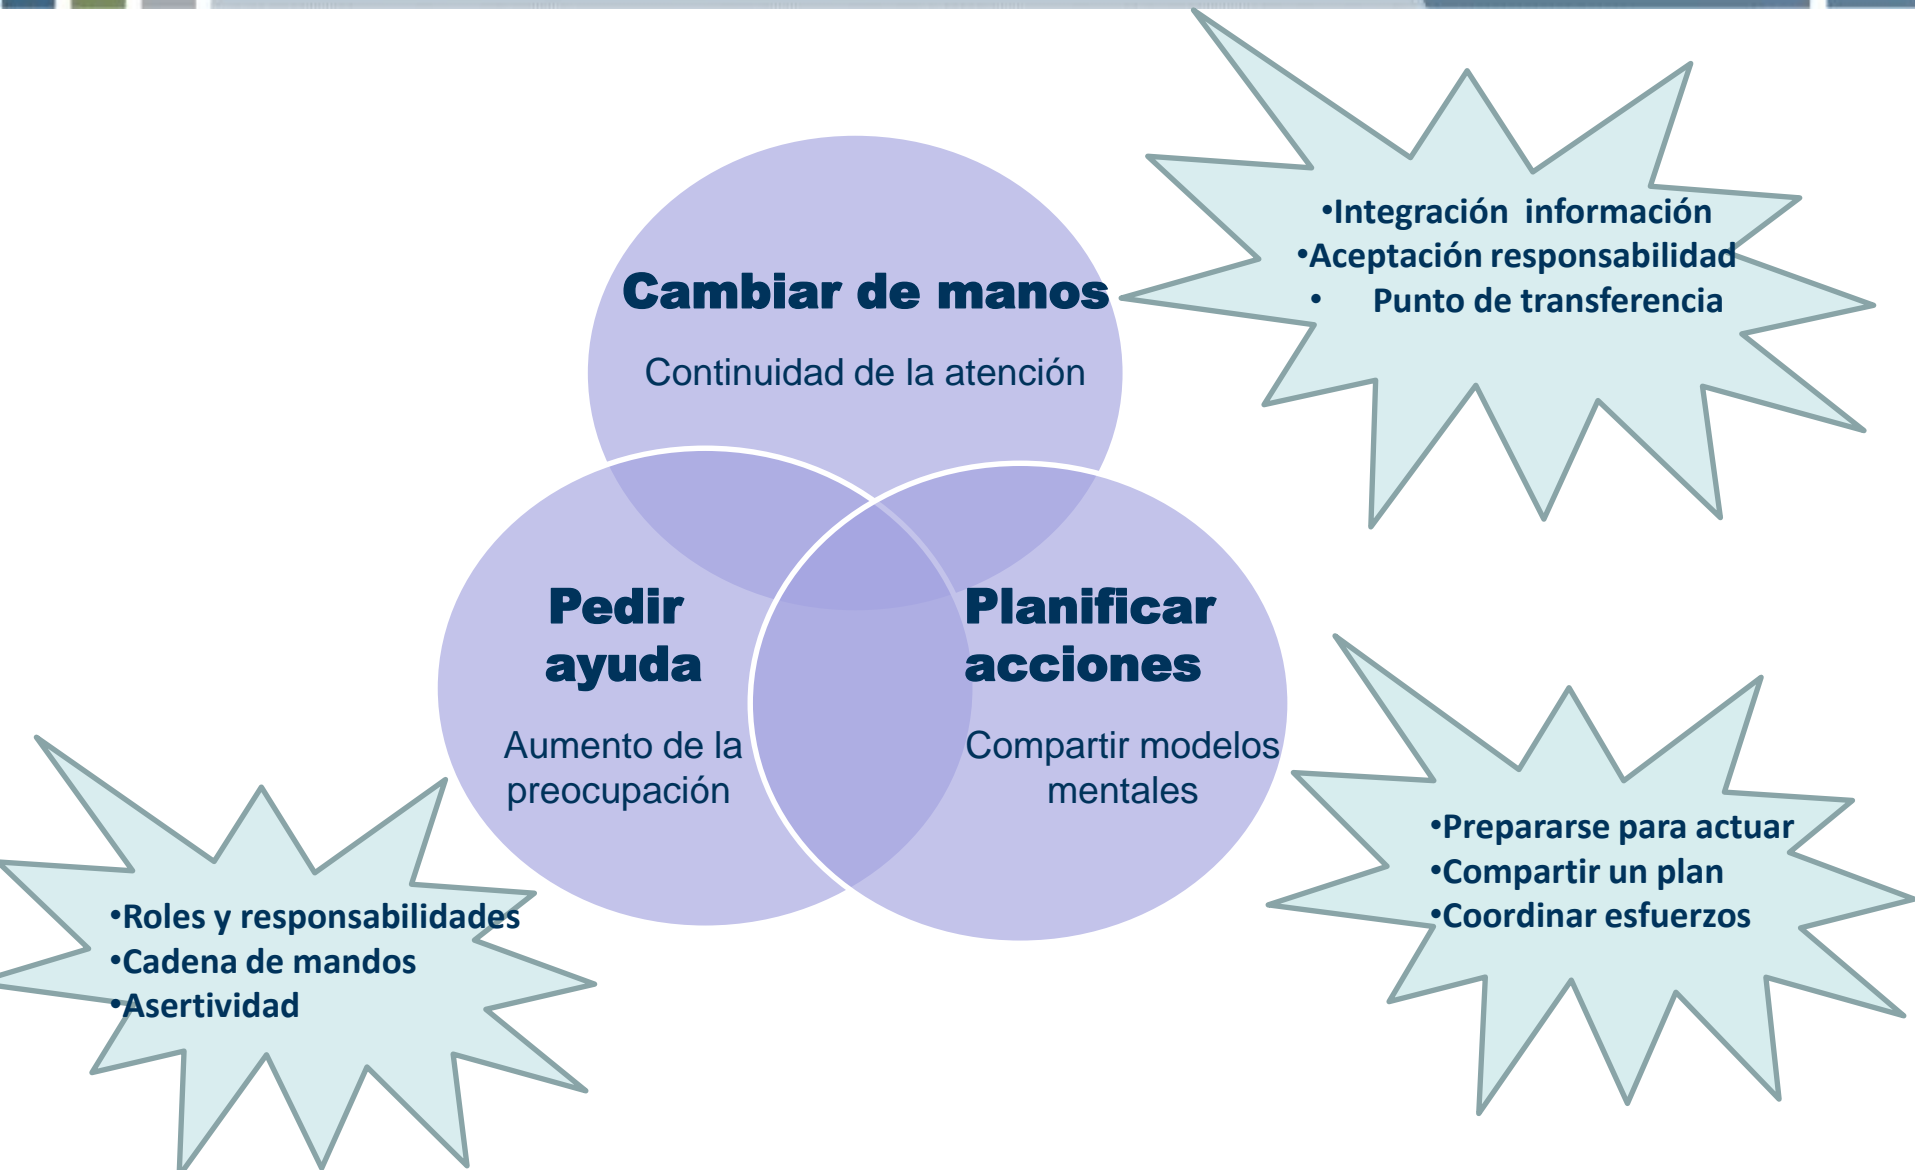 •Integración  información
•Aceptación responsabilidad
•     Punto de transferencia
Cambiar de manos
Continuidad de la atención
Pedir
ayuda
Aumento de la
preocupación
Planificar
acciones
Compartir modelos
mentales
•Prepararse para actuar
•Compartir un plan
•Coordinar esfuerzos
•Roles y responsabilidades
•Cadena de mandos
•Asertividad